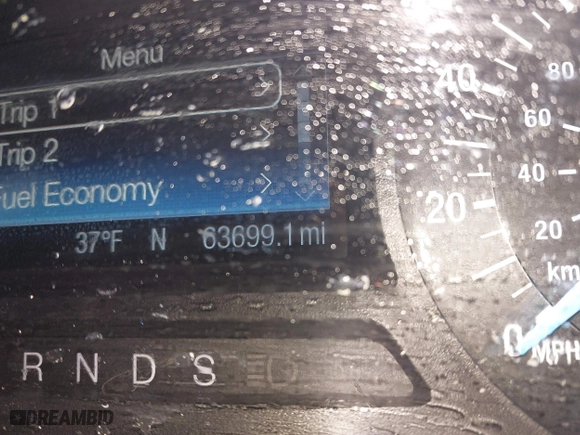 Menu
Trip 1
Trip 2
Fuel Economy
37°F N 63699.1 mi
R N D S
40
20
0
MPH
80
60
40
20
km
DREAMBID